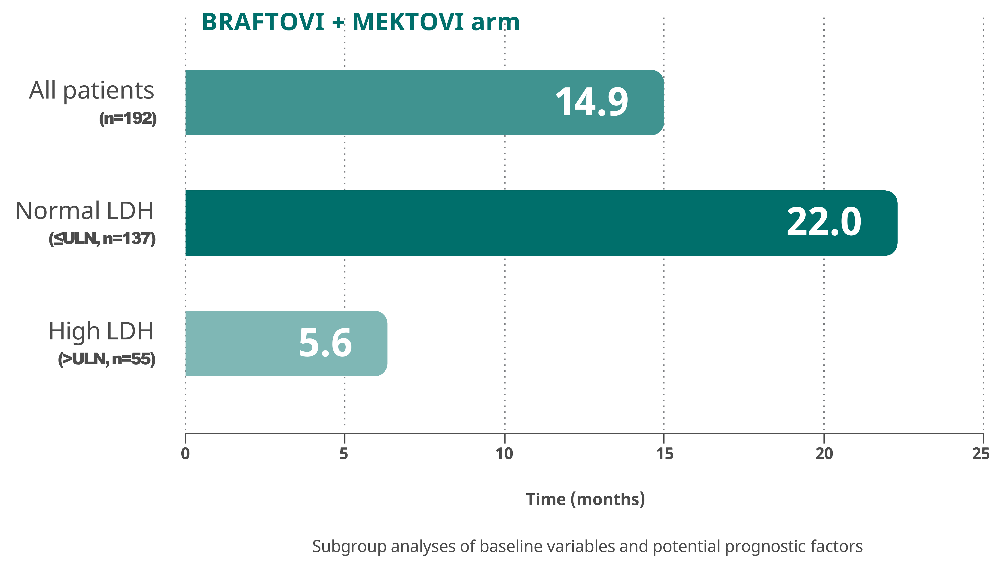 BRAFTOVI + MEKTOVI arm
All patients
(n=192)
14.9
Normal LDH
(≤ULN, n=137)
22.0
High LDH
(>ULN, n=55)
5.6
0 5 10 15 20 25
Time (months)
Subgroup analyses of baseline variables and potential prognostic factors